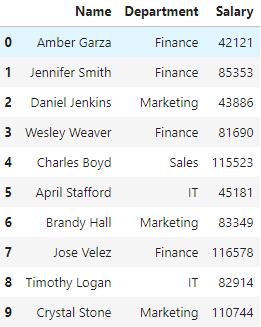 Name Department Salary
0 Amber Garza Finance 42121
1 Jennifer Smith Finance 85353
2 Daniel Jenkins Marketing 43886
3 Wesley Weaver Finance 81690
4 Charles Boyd Sales 115523
5 April Stafford IT 45181
6 Brandy Hall Marketing 83349
7 Jose Velez Finance 116578
8 Timothy Logan IT 82914
9 Crystal Stone Marketing 110744